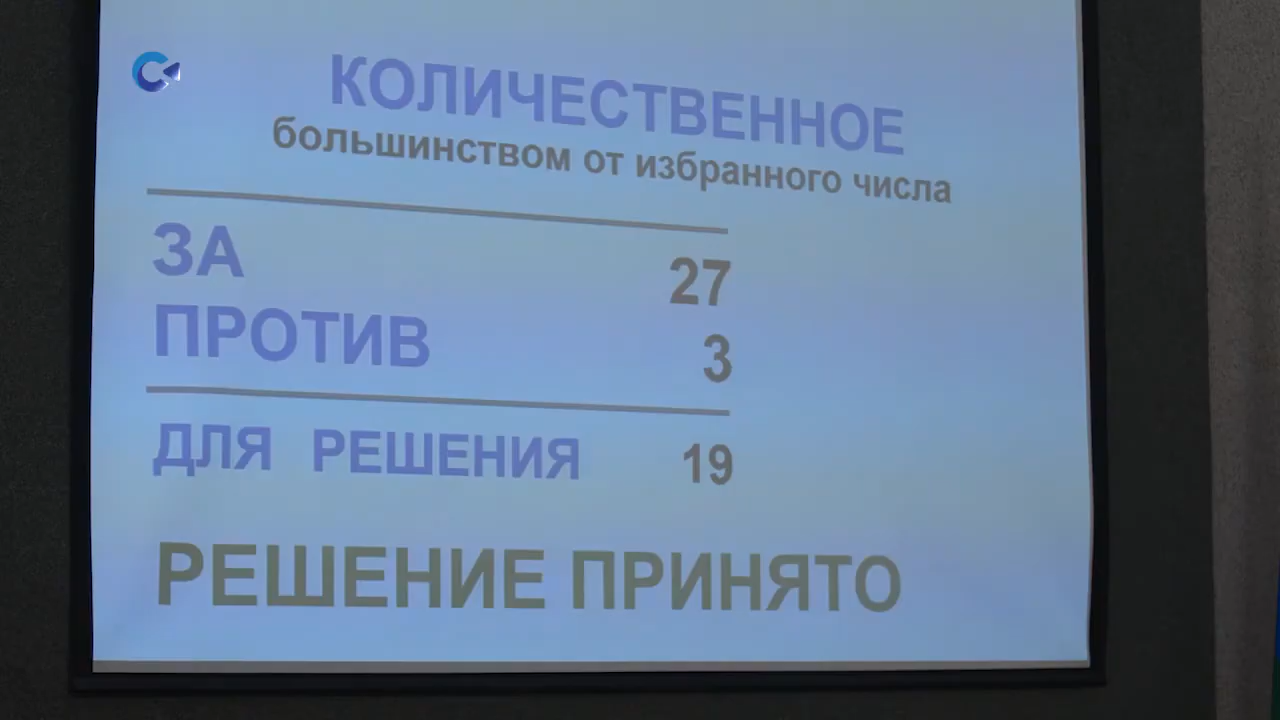 КОЛИЧЕСТВЕННОЕ
большинством от избранного числа
ЗА 27
ПРОТИВ 3
ДЛЯ РЕШЕНИЯ 19
РЕШЕНИЕ ПРИНЯТО